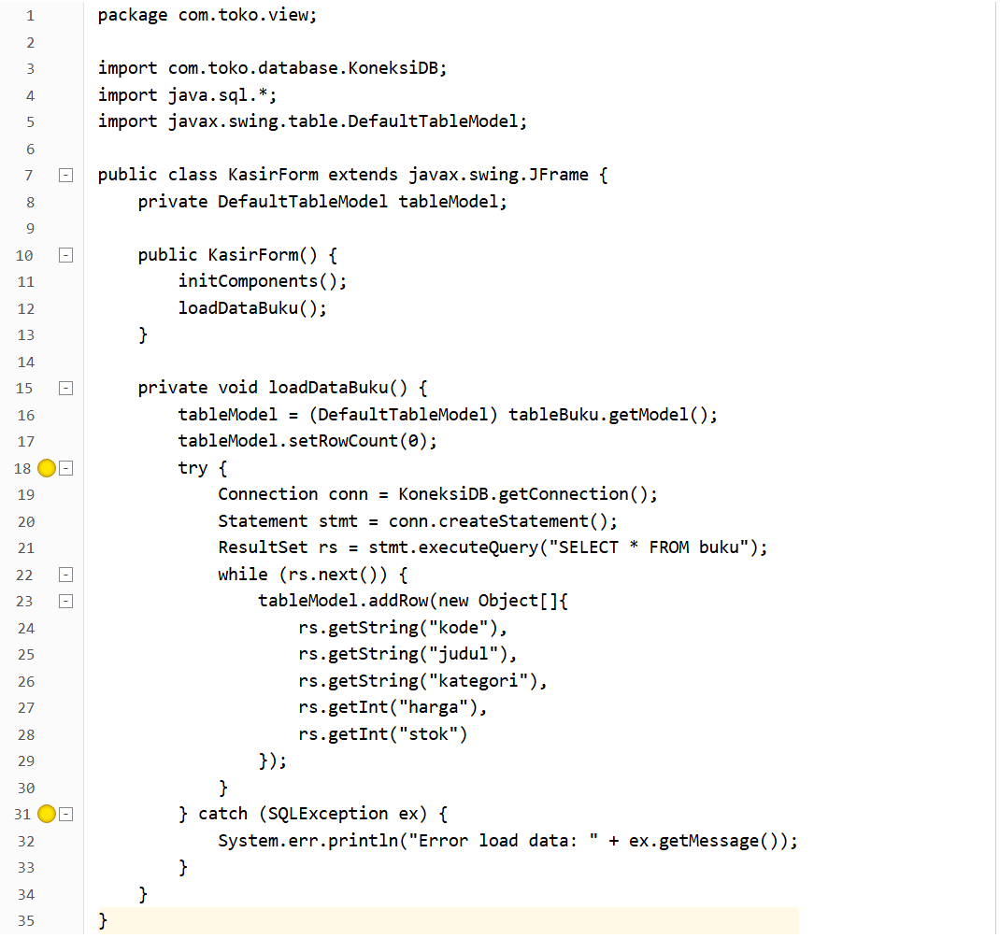 1 package com.toko.view;
2
3 import com.toko.database.KoneksiDB;
4 import java.sql.*;
5 import javax.swing.table.DefaultTableModel;
6
7 public class KasirForm extends javax.swing.JFrame {
8     private DefaultTableModel tableModel;
9
10     public KasirForm() {
11         initComponents();
12         loadDataBuku();
13     }
14
15     private void loadDataBuku() {
16         tableModel = (DefaultTableModel) tableBuku.getModel();
17         tableModel.setRowCount(0);
18         try {
19             Connection conn = KoneksiDB.getConnection();
20             Statement stmt = conn.createStatement();
21             ResultSet rs = stmt.executeQuery("SELECT * FROM buku");
22             while (rs.next()) {
23                 tableModel.addRow(new Object[]{
24                     rs.getString("kode"),
25                     rs.getString("judul"),
26                     rs.getString("kategori"),
27                     rs.getInt("harga"),
28                     rs.getInt("stok")
29                 });
30             }
31         } catch (SQLException ex) {
32             System.err.println("Error load data: " + ex.getMessage());
33         }
34     }
35 }